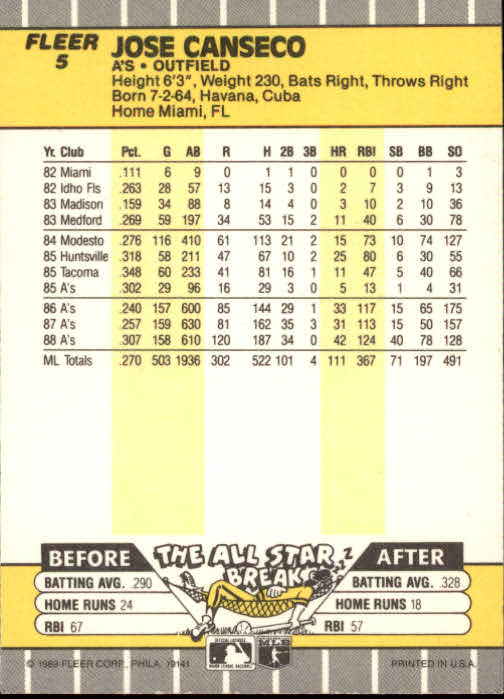 FLEER
5
JOSE CANSECO
A'S • OUTFIELD
Height 6'3", Weight 230, Bats Right, Throws Right
Born 7-2-64, Havana, Cuba
Home Miami, FL
Yr. Club Pct. G AB R H 2B 3B HR RBI SB BB SO
82 Miami .111 6 9 0 1 1 0 0 0 0 1 3
82 Idho Fls .263 28 57 13 15 3 0 2 7 3 9 13
83 Madison .159 34 88 8 14 4 0 3 10 2 10 36
83 Medford .269 59 197 34 53 15 2 11 40 6 30 78
84 Modesto .276 116 410 61 113 21 2 15 73 10 74 127
85 Huntsville .318 58 211 47 67 10 2 25 80 6 30 55
85 Tacoma .348 60 233 41 81 16 1 11 47 5 40 66
85 A's .302 29 96 16 29 3 0 5 13 1 4 31
86 A's .240 157 600 85 144 29 1 33 117 15 65 175
87 A's .257 159 630 81 162 35 3 31 113 15 50 157
88 A's .307 158 610 120 187 34 0 42 124 40 78 128
ML Totals .270 503 1936 302 522 101 4 111 367 71 197 491
BEFORE THE ALL STAR BREAK AFTER
BATTING AVG. .290 BATTING AVG. .328
HOME RUNS 24 HOME RUNS 18
RBI 67 RBI 57
© 1989 FLEER CORP., PHILA. 19141 MLB PRINTED IN U.S.A.